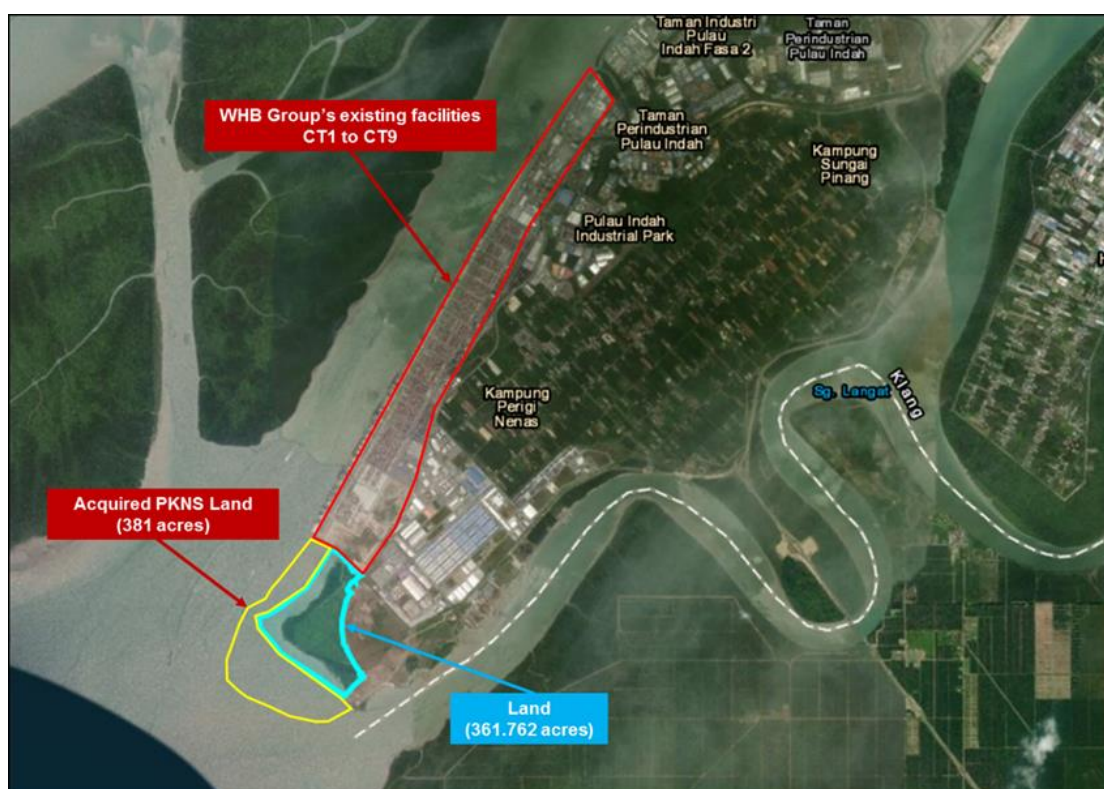 Taman Industri
Pulau
Indah Fasa 2
Taman
Perindustrian
Pulau Indah
WHB Group's existing facilities
CT1 to CT9
Taman
Perindustrian
Pulau Indah
Kampung
Sungai
Pinang
Pulau Indah
Industrial Park
Kampung
Perigi
Nenas
Sg. Langat
Klang
Acquired PKNS Land
(381 acres)
Land
(361.762 acres)
H